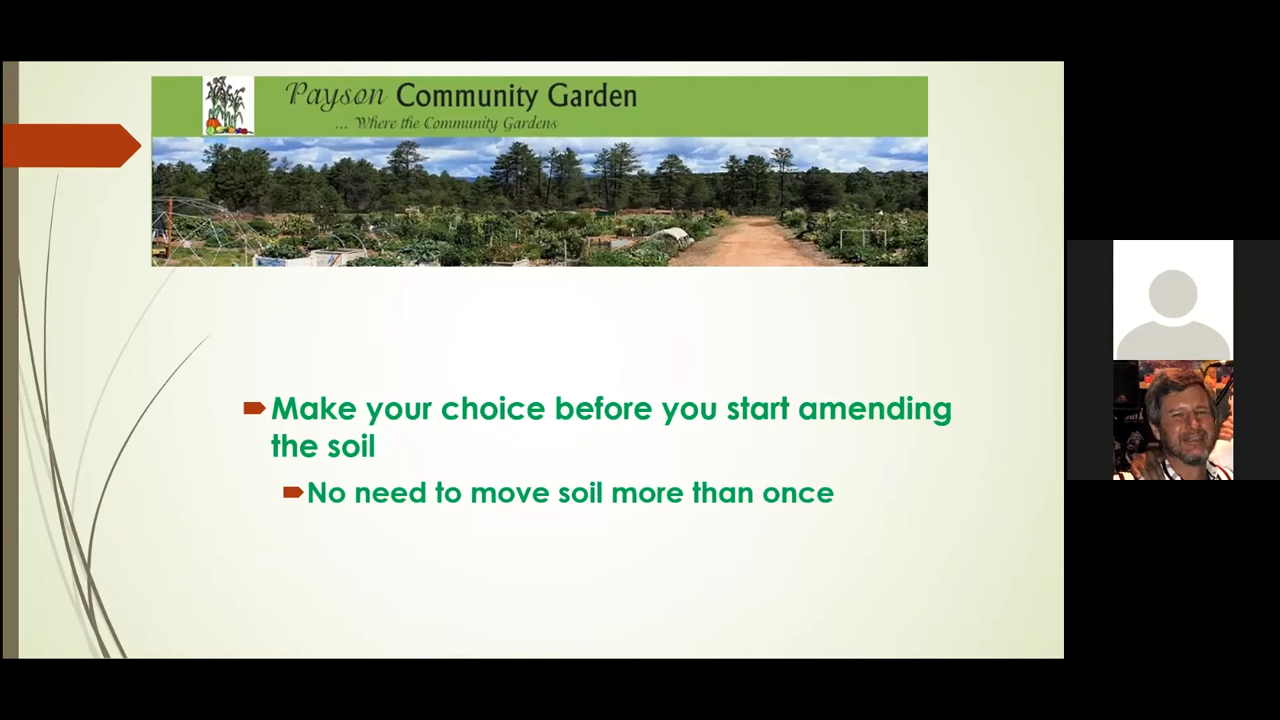 Payson Community Garden
... Where the Community Gardens
Make your choice before you start amending
the soil
No need to move soil more than once